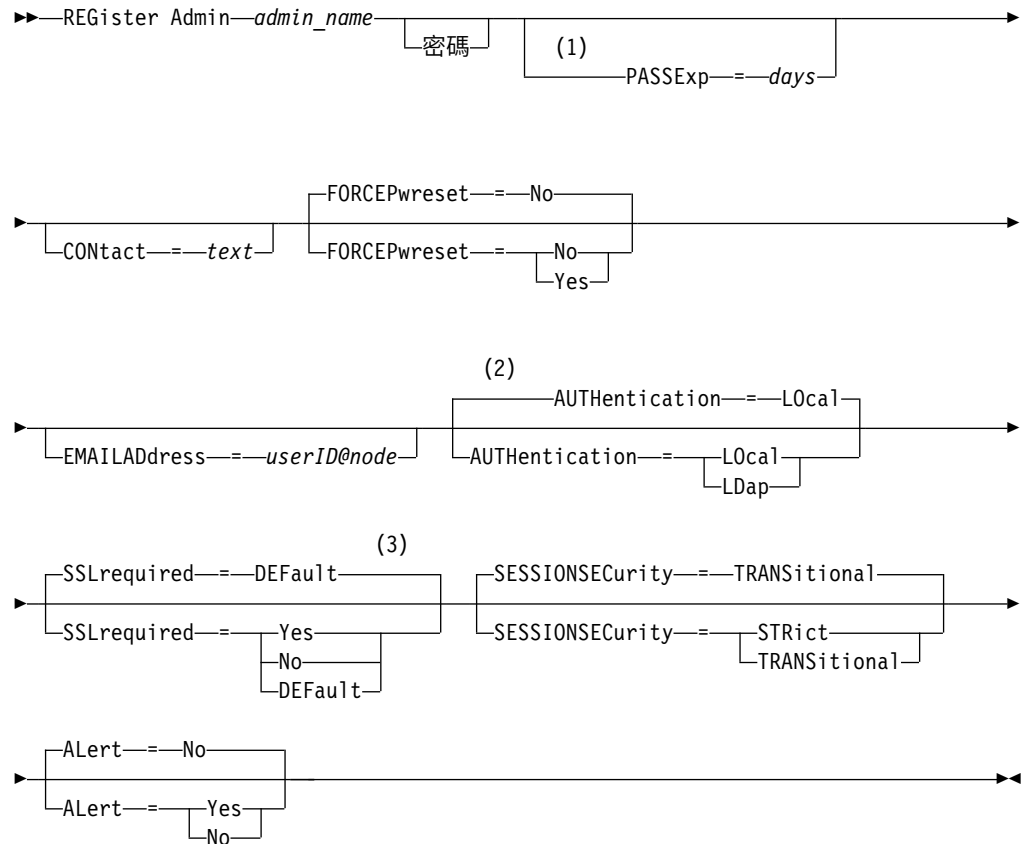 REGister Admin admin_name
密碼
(1)
PASSExp = days
CONtact = text
FORCEPwreset = No
FORCEPwreset = No
Yes
EMAILADdress = userID@node
(2)
AUTHentication = LOcal
AUTHentication = LOcal
LDap
SSLrequired = DEFault
(3)
SSLrequired = Yes
No
DEFault
SESSIONSECurity = TRANSitional
SESSIONSECurity = STRict
TRANSitional
ALert = No
ALert = Yes
No